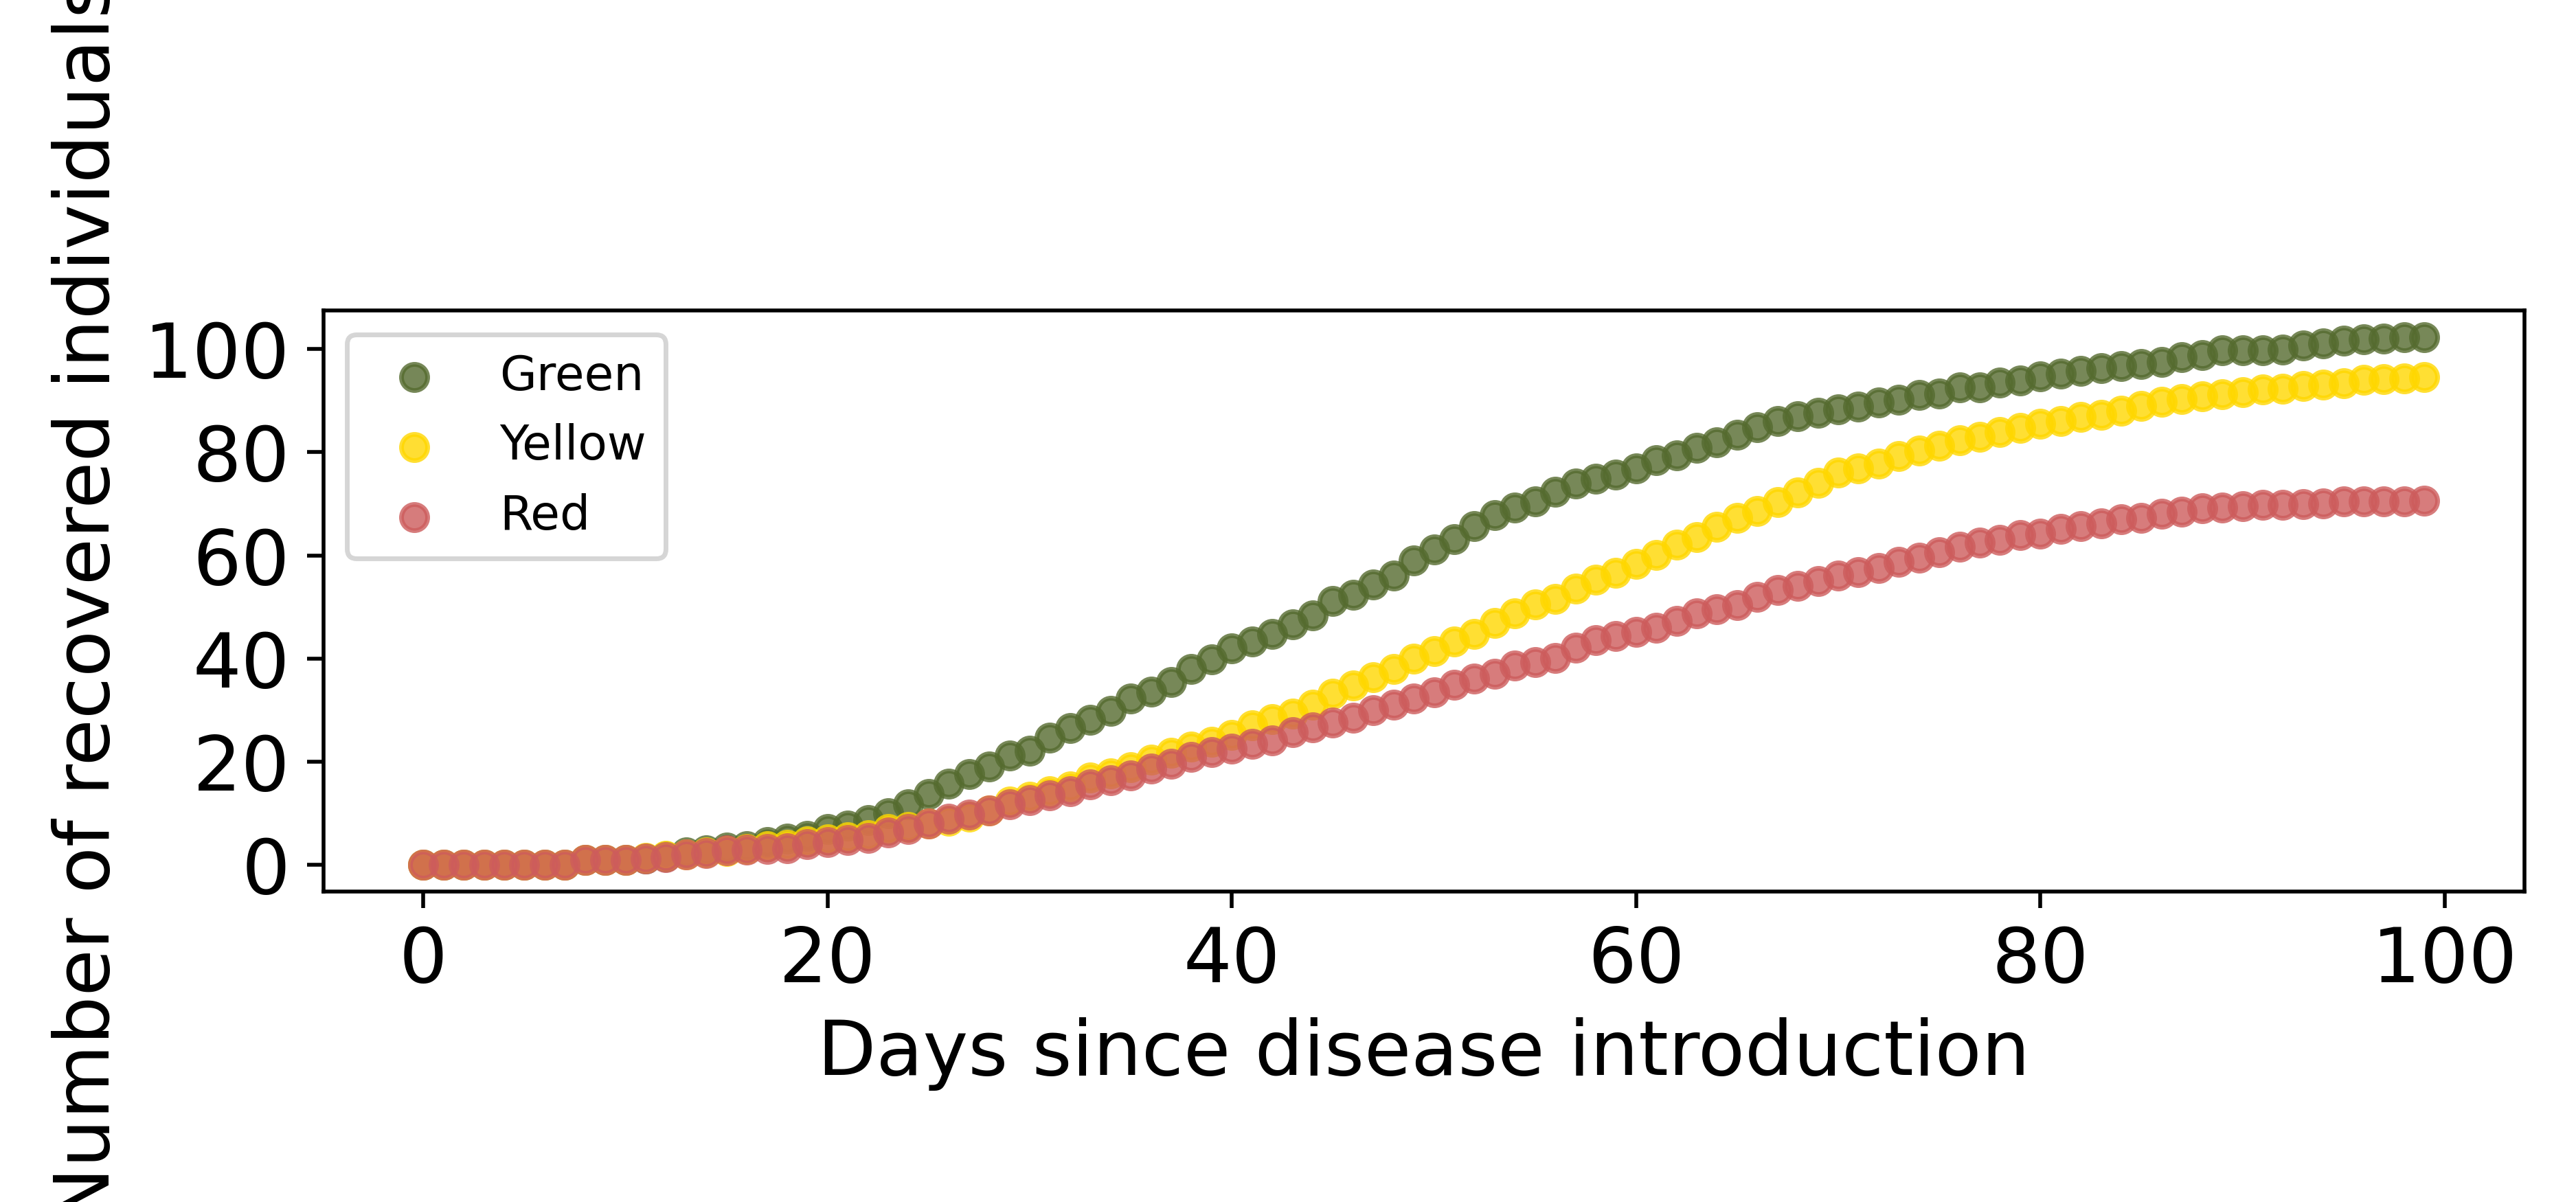 Number of recovered individuals
100
80
60
40
20
0
Green
Yellow
Red
0 20 40 60 80 100
Days since disease introduction